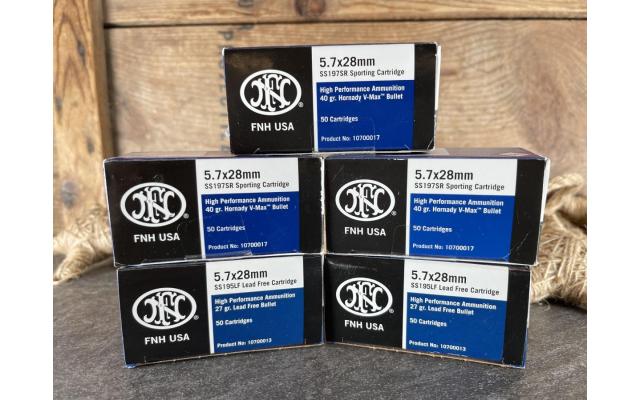 5.7x28mm
SS197SR Sporting Cartridge
High Performance Ammunition
40 gr. Hornady V-Max™ Bullet
50 Cartridges
Product No: 10700017
FN
®
FNH USA
5.7x28mm
SS197SR Sporting Cartridge
High Performance Ammunition
40 gr. Hornady V-Max™ Bullet
50 Cartridges
Product No: 10700017
FN
®
FNH USA
5.7x28mm
SS197SR Sporting Cartridge
High Performance Ammunition
40 gr. Hornady V-Max™ Bullet
50 Cartridges
Product No: 10700017
FN
®
FNH USA
5.7x28mm
SS195LF Lead Free Cartridge
High Performance Ammunition
27 gr. Lead Free Bullet
50 Cartridges
Product No: 10700013
FN
®
FNH USA
5.7x28mm
SS195LF Lead Free Cartridge
High Performance Ammunition
27 gr. Lead Free Bullet
50 Cartridges
Product No: 10700013
FN
®
FNH USA